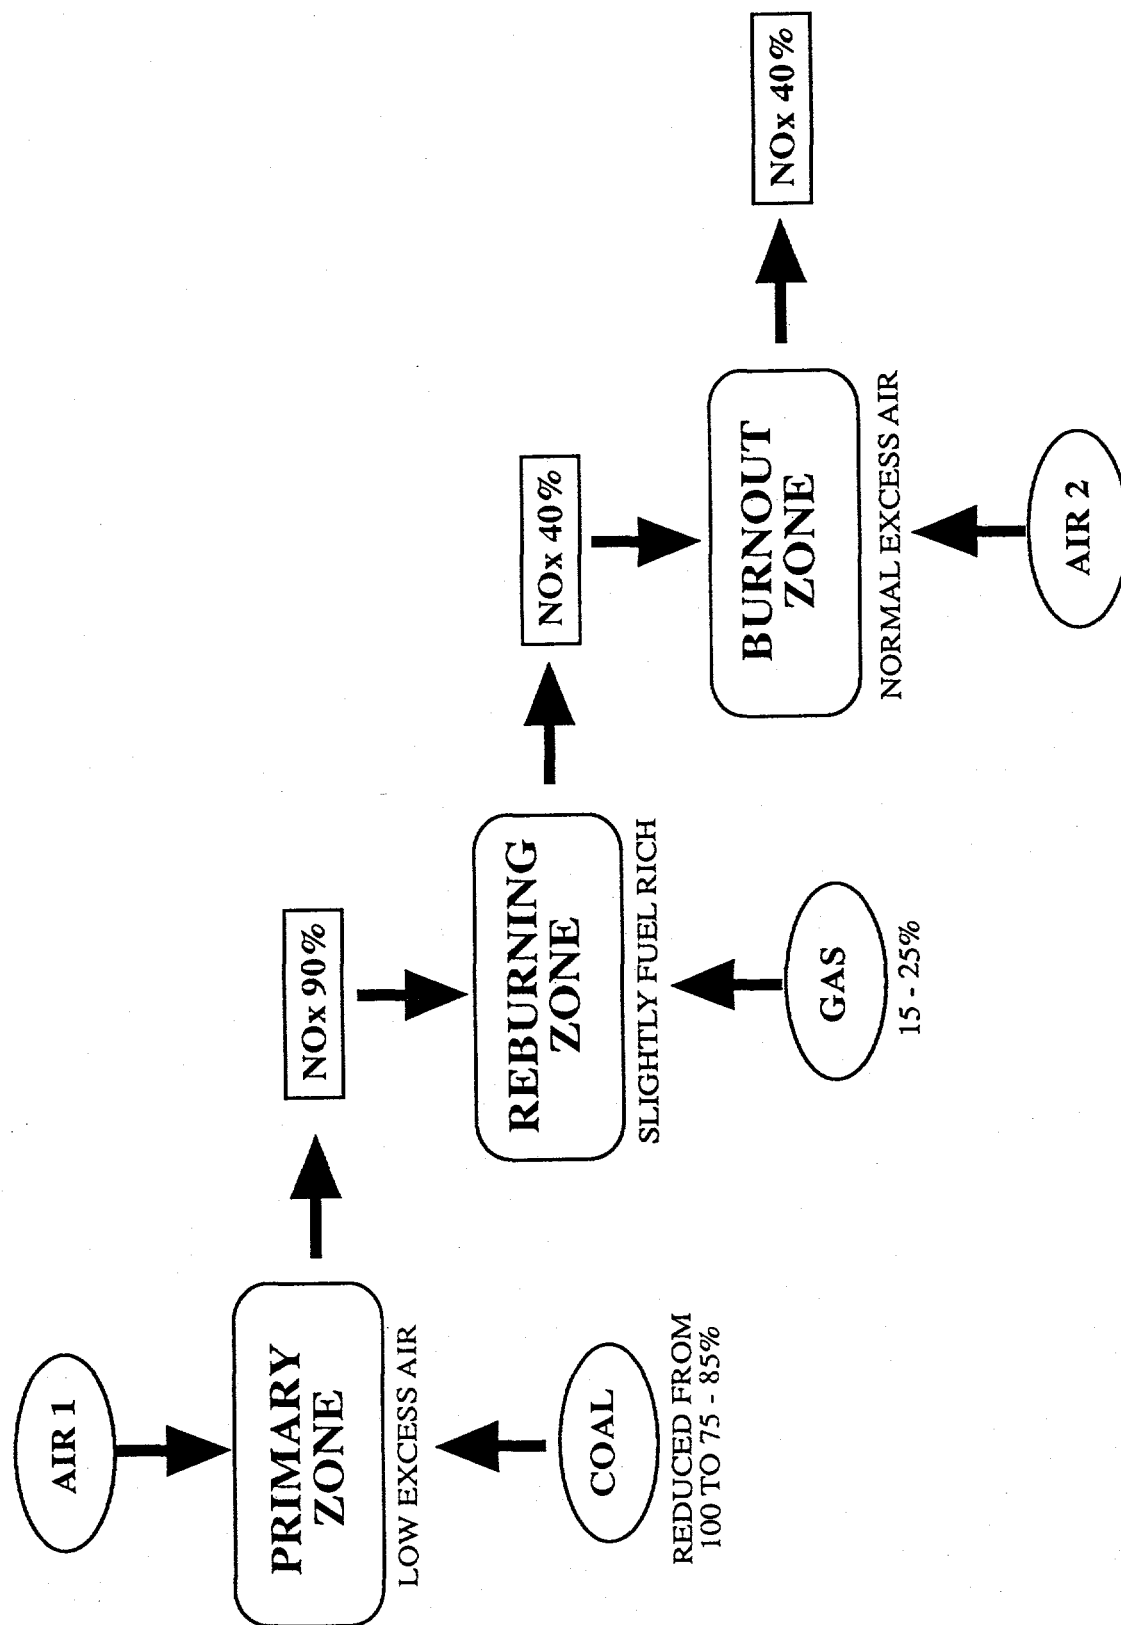 AIR 1
PRIMARY
ZONE
LOW EXCESS AIR
COAL
REDUCED FROM
100 TO 75 - 85%
NOx 90%
REBURNING
ZONE
SLIGHTLY FUEL RICH
GAS
15 - 25%
NOx 40%
BURNOUT
ZONE
NORMAL EXCESS AIR
AIR 2
NOx 40%